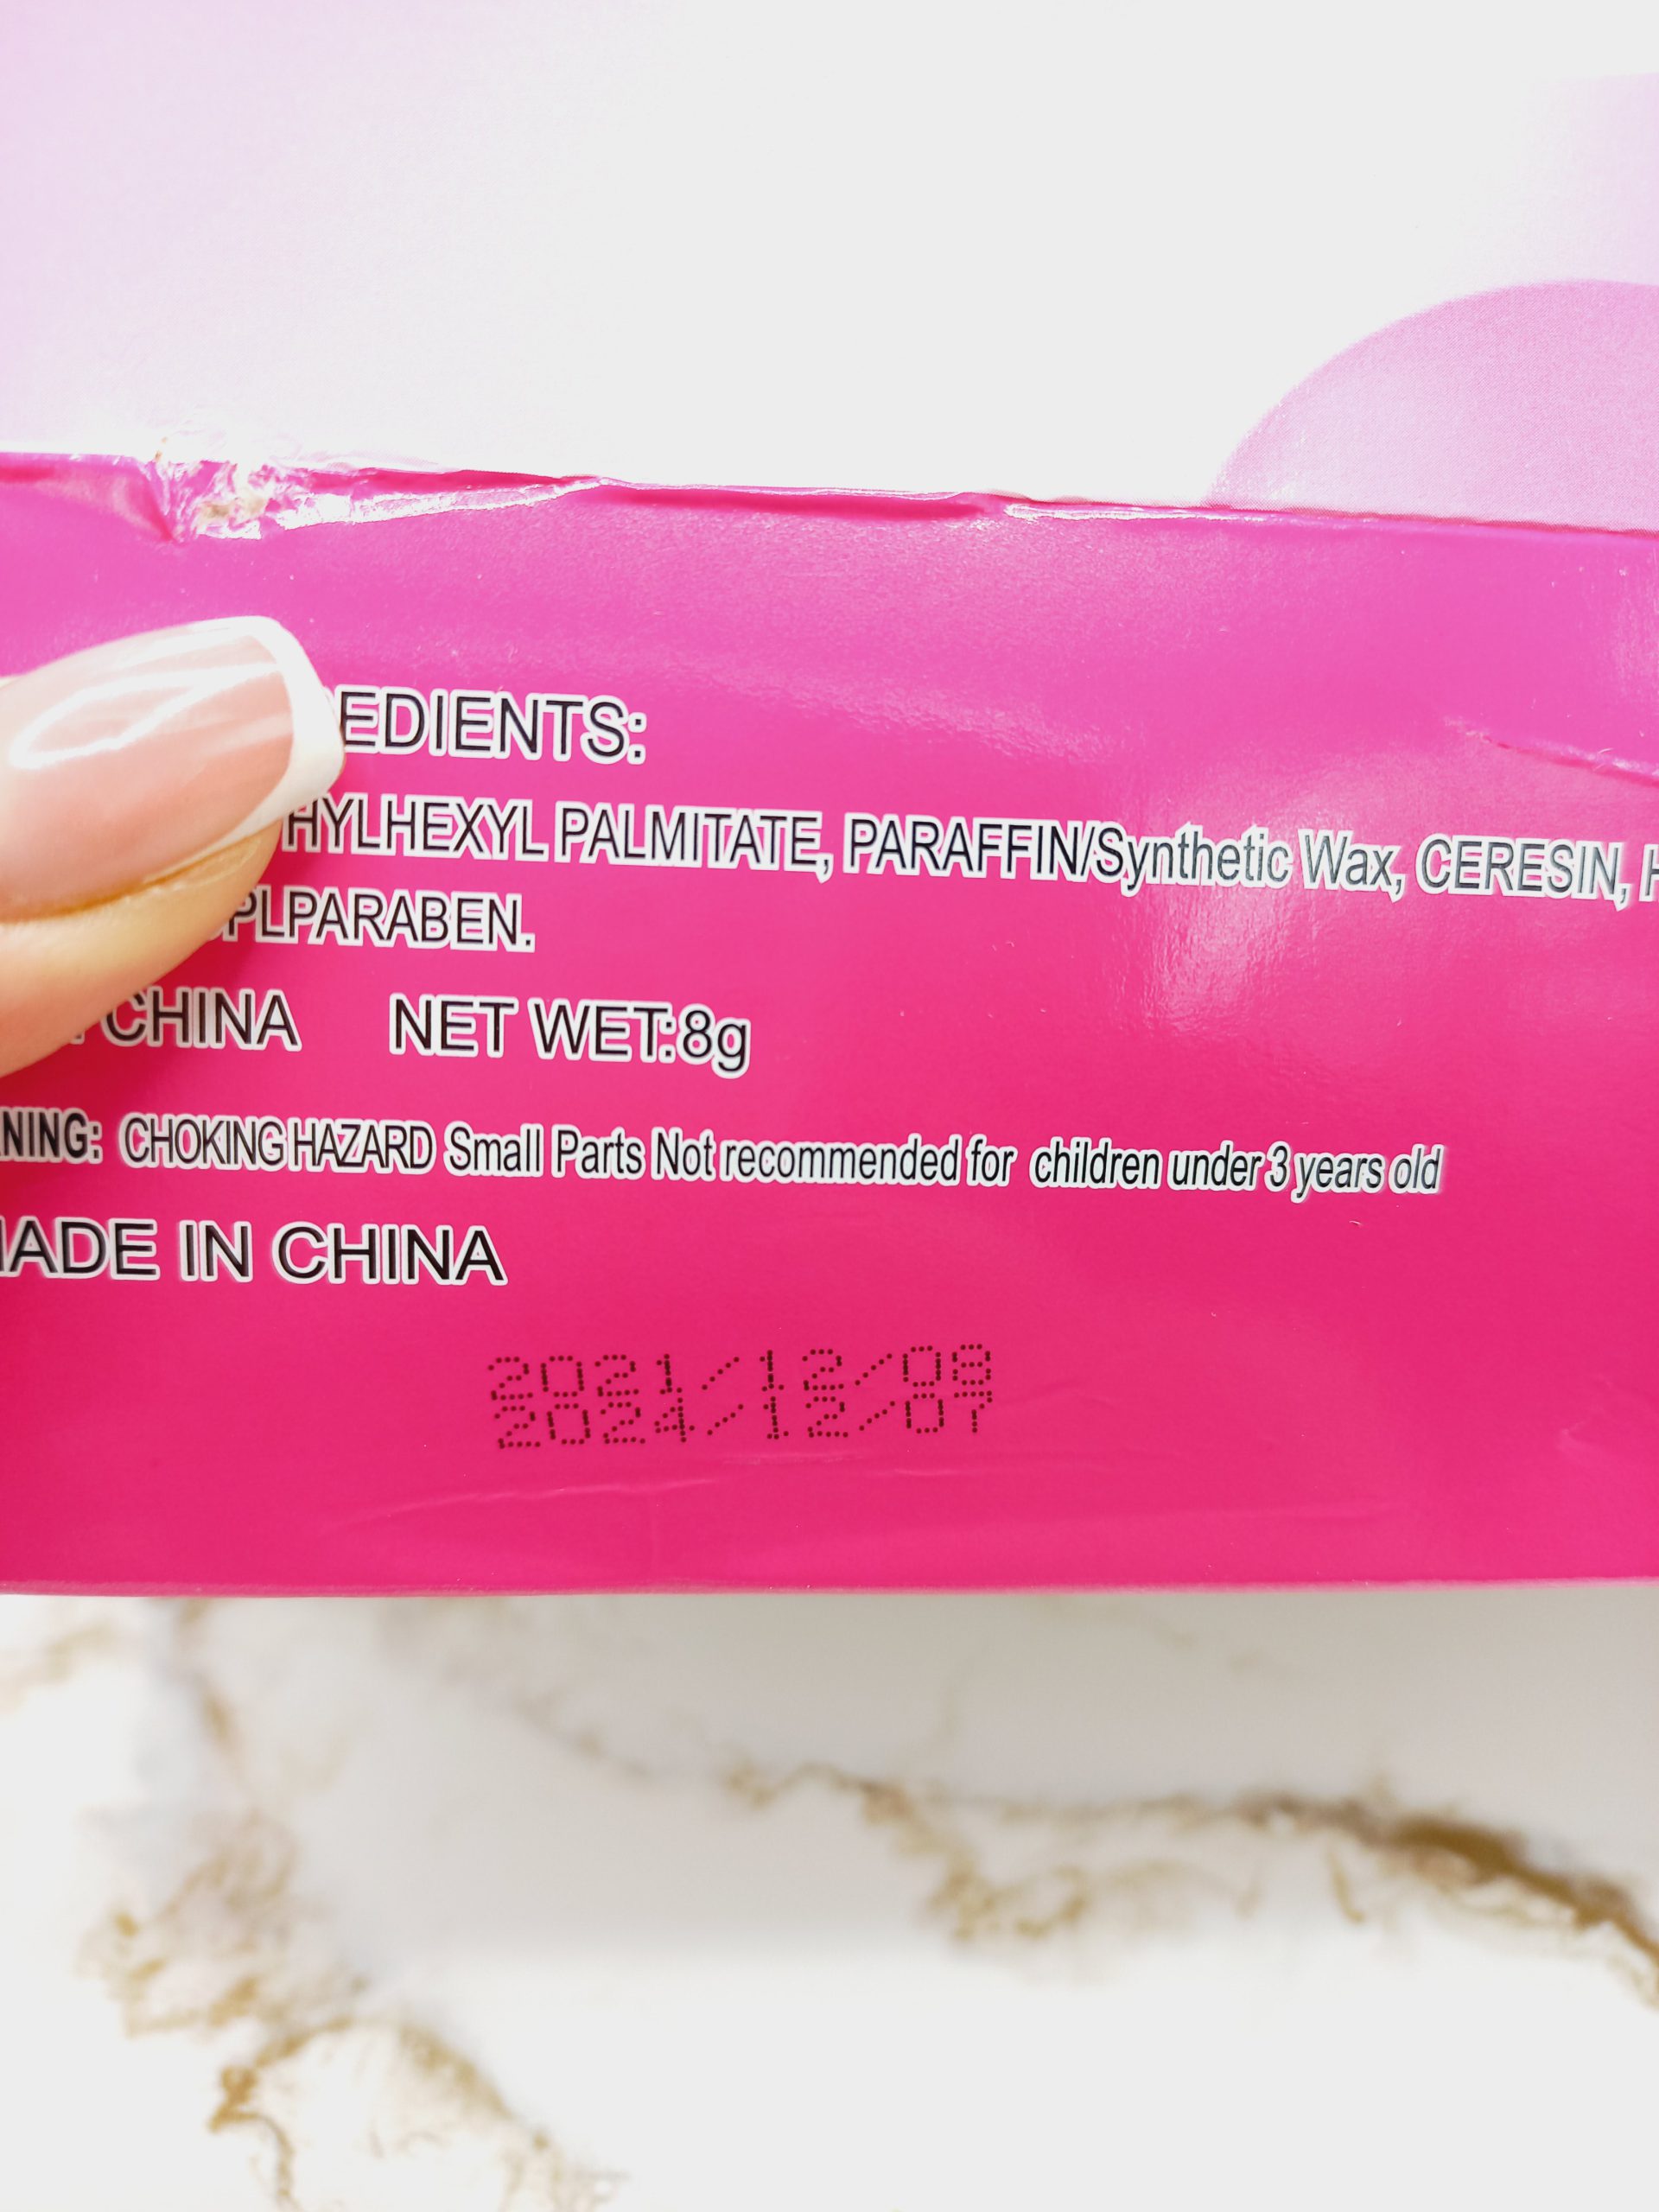 EDIENTS:
HYLHEXYL PALMITATE, PARAFFIN/Synthetic Wax, CERESIN, H
PLPARABEN.
CHINA NET WET:8g
NING: CHOKING HAZARD Small Parts Not recommended for children under 3 years old
ADE IN CHINA
2021/12/08
2024/12/07